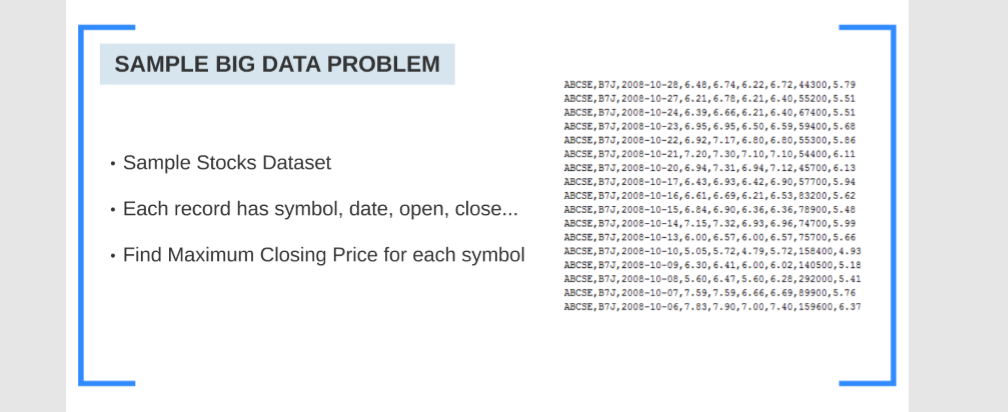 SAMPLE BIG DATA PROBLEM
• Sample Stocks Dataset
• Each record has symbol, date, open, close...
• Find Maximum Closing Price for each symbol
ABCSE,B7J,2008-10-28,6.48,6.74,6.22,6.72,44300,5.79
ABCSE,B7J,2008-10-27,6.21,6.78,6.21,6.40,55200,5.51
ABCSE,B7J,2008-10-24,6.39,6.66,6.21,6.40,67400,5.51
ABCSE,B7J,2008-10-23,6.95,6.95,6.50,6.59,59400,5.68
ABCSE,B7J,2008-10-22,6.92,7.17,6.80,6.80,55300,5.86
ABCSE,B7J,2008-10-21,7.20,7.30,7.10,7.10,54400,6.11
ABCSE,B7J,2008-10-20,6.94,7.31,6.94,7.12,45700,6.13
ABCSE,B7J,2008-10-17,6.43,6.93,6.42,6.90,57700,5.94
ABCSE,B7J,2008-10-16,6.61,6.69,6.21,6.53,83200,5.62
ABCSE,B7J,2008-10-15,6.84,6.90,6.36,6.36,78900,5.48
ABCSE,B7J,2008-10-14,7.15,7.32,6.93,6.96,74700,5.99
ABCSE,B7J,2008-10-13,6.00,6.57,6.00,6.57,75700,5.66
ABCSE,B7J,2008-10-10,5.05,5.72,4.79,5.72,158400,4.93
ABCSE,B7J,2008-10-09,6.30,6.41,6.00,6.02,140500,5.18
ABCSE,B7J,2008-10-08,5.60,6.47,5.60,6.28,292000,5.41
ABCSE,B7J,2008-10-07,7.59,7.59,6.66,6.69,89900,5.76
ABCSE,B7J,2008-10-06,7.83,7.90,7.00,7.40,159600,6.37